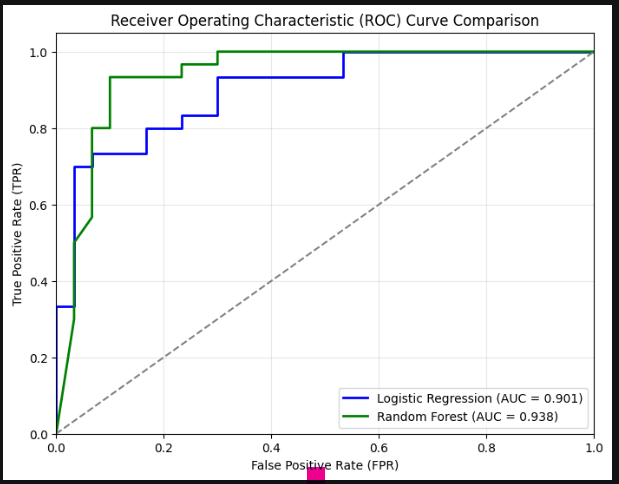 Receiver Operating Characteristic (ROC) Curve Comparison
1.0
0.8
0.6
0.4
0.2
0.0
True Positive Rate (TPR)
Logistic Regression (AUC = 0.901)
Random Forest (AUC = 0.938)
0.0 0.2 0.4 0.6 0.8 1.0
False Positive Rate (FPR)